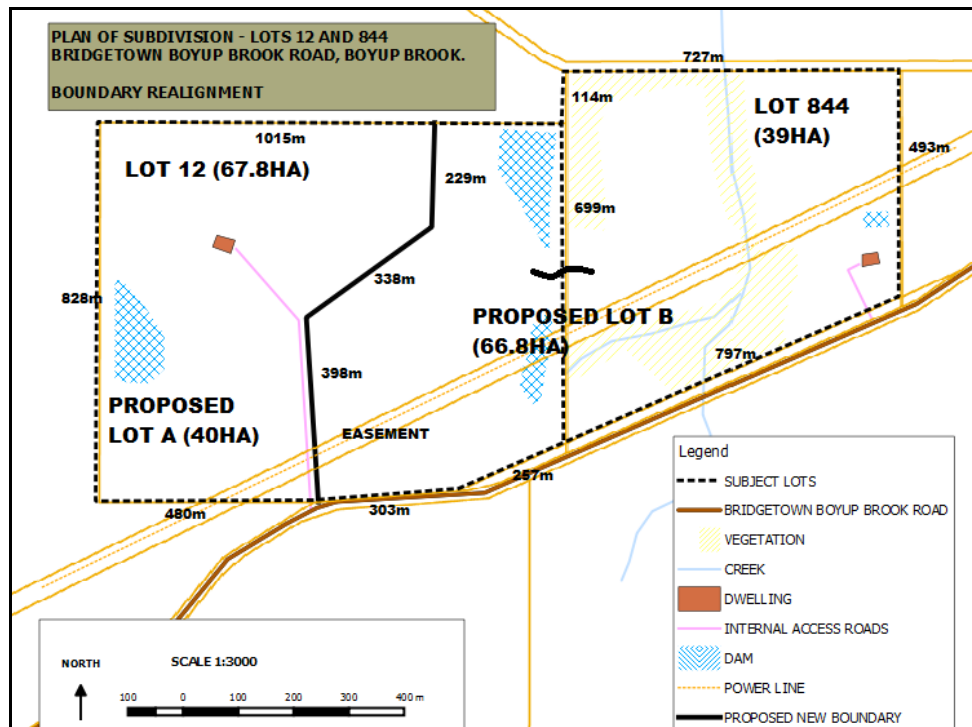 PLAN OF SUBDIVISION - LOTS 12 AND 844
BRIDGETOWN BOYUP BROOK ROAD, BOYUP BROOK.
BOUNDARY REALIGNMENT
727m
114m
LOT 844
(39HA)
1015m
493m
LOT 12 (67.8HA)
229m
699m
338m
828m
PROPOSED LOT B
(66.8HA)
797m
398m
PROPOSED
LOT A (40HA)
EASEMENT
257m
480m
303m
Legend
SUBJECT LOTS
BRIDGETOWN BOYUP BROOK ROAD
VEGETATION
CREEK
DWELLING
INTERNAL ACCESS ROADS
DAM
POWER LINE
PROPOSED NEW BOUNDARY
NORTH
SCALE 1:3000
100 0 100 200 300 400 m